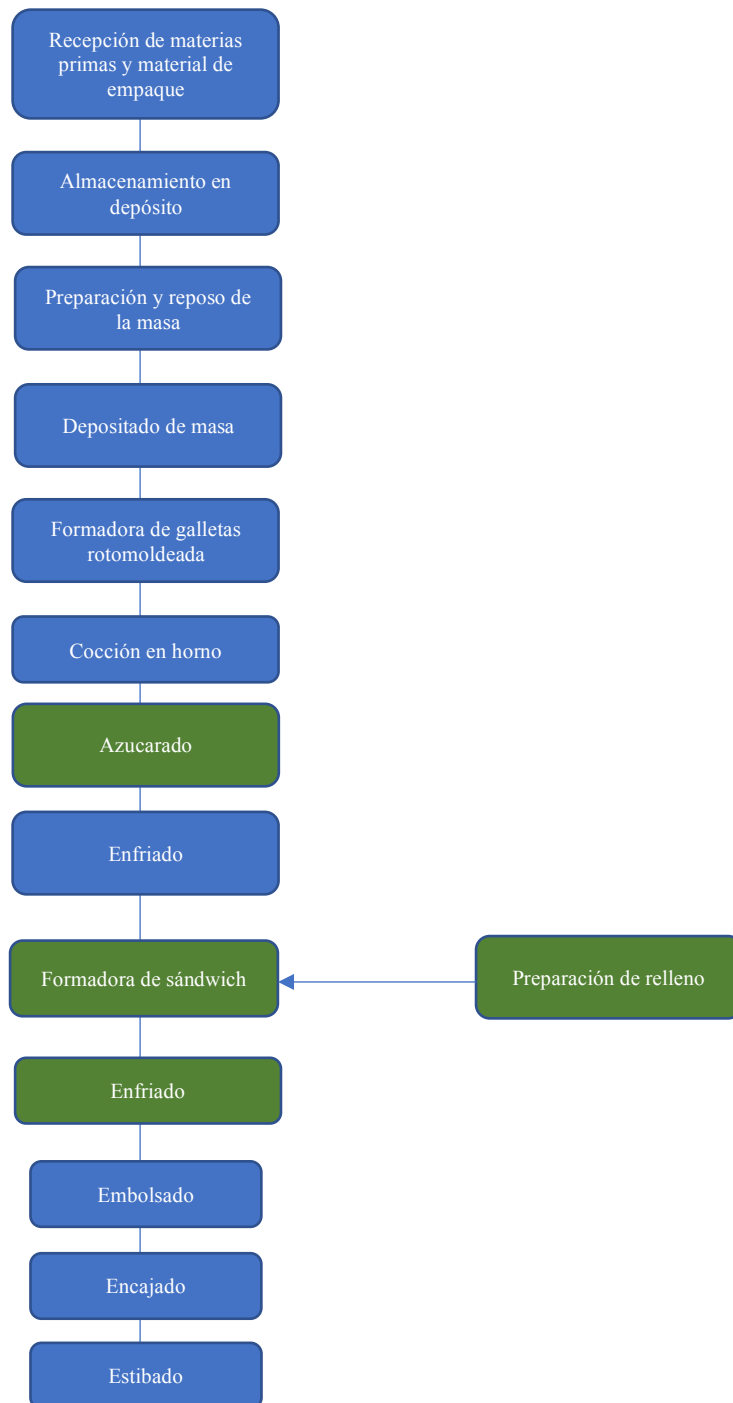 Recepción de materias
primas y material de
empaque
Almacenamiento en
depósito
Preparación y reposo de
la masa
Depositado de masa
Formadora de galletas
rotomoldeada
Cocción en horno
Azucarado
Enfriado
Formadora de sándwich
Preparación de relleno
Enfriado
Embolsado
Encajado
Estibado